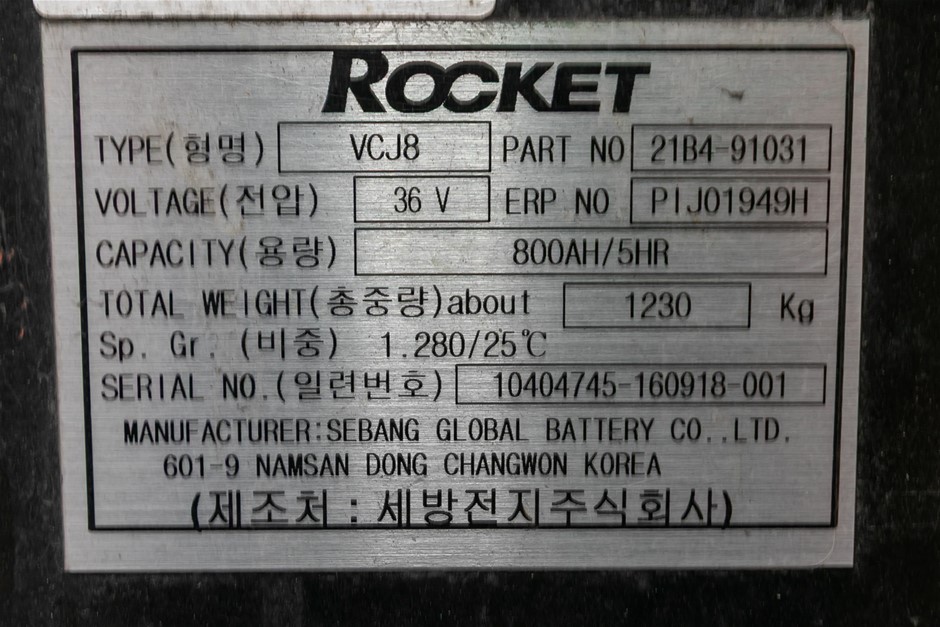 ROCKET
TYPE(형명) VCJ8 PART NO 21B4-91031
VOLTAGE(전압) 36 V ERP NO PIJ01949H
CAPACITY(용량) 800AH/5HR
TOTAL WEIGHT(총중량)about 1230 Kg
Sp. Gr. (비중) 1.280/25℃
SERIAL NO.(일련번호) 10404745-160918-001
MANUFACTURER:SEBANG GLOBAL BATTERY CO.,LTD.
601-9 NAMSAN DONG CHANGWON KOREA
(제조처 : 세방전지주식회사)